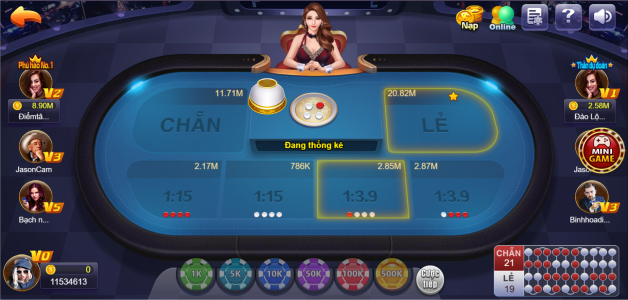 Nạp
Online
?
Phú hào No. 1
V2
8.90M
Điểmtâ...
JasonCam
V3
Bạch n...
V5
V0
0
11534613
11.71M
CHẴN
20.82M
LẺ
Đang thống kê
2.17M
1:15
786K
1:15
2.85M
1:3.9
2.87M
1:3.9
Thần dự đoán
V1
2.58M
Đào Lộ...
MINI
GAME
Jaso
Binhhoadi...
V3
1K
5K
10K
50K
100K
500K
Cược
tiếp
CHẴN
21
LẺ
19